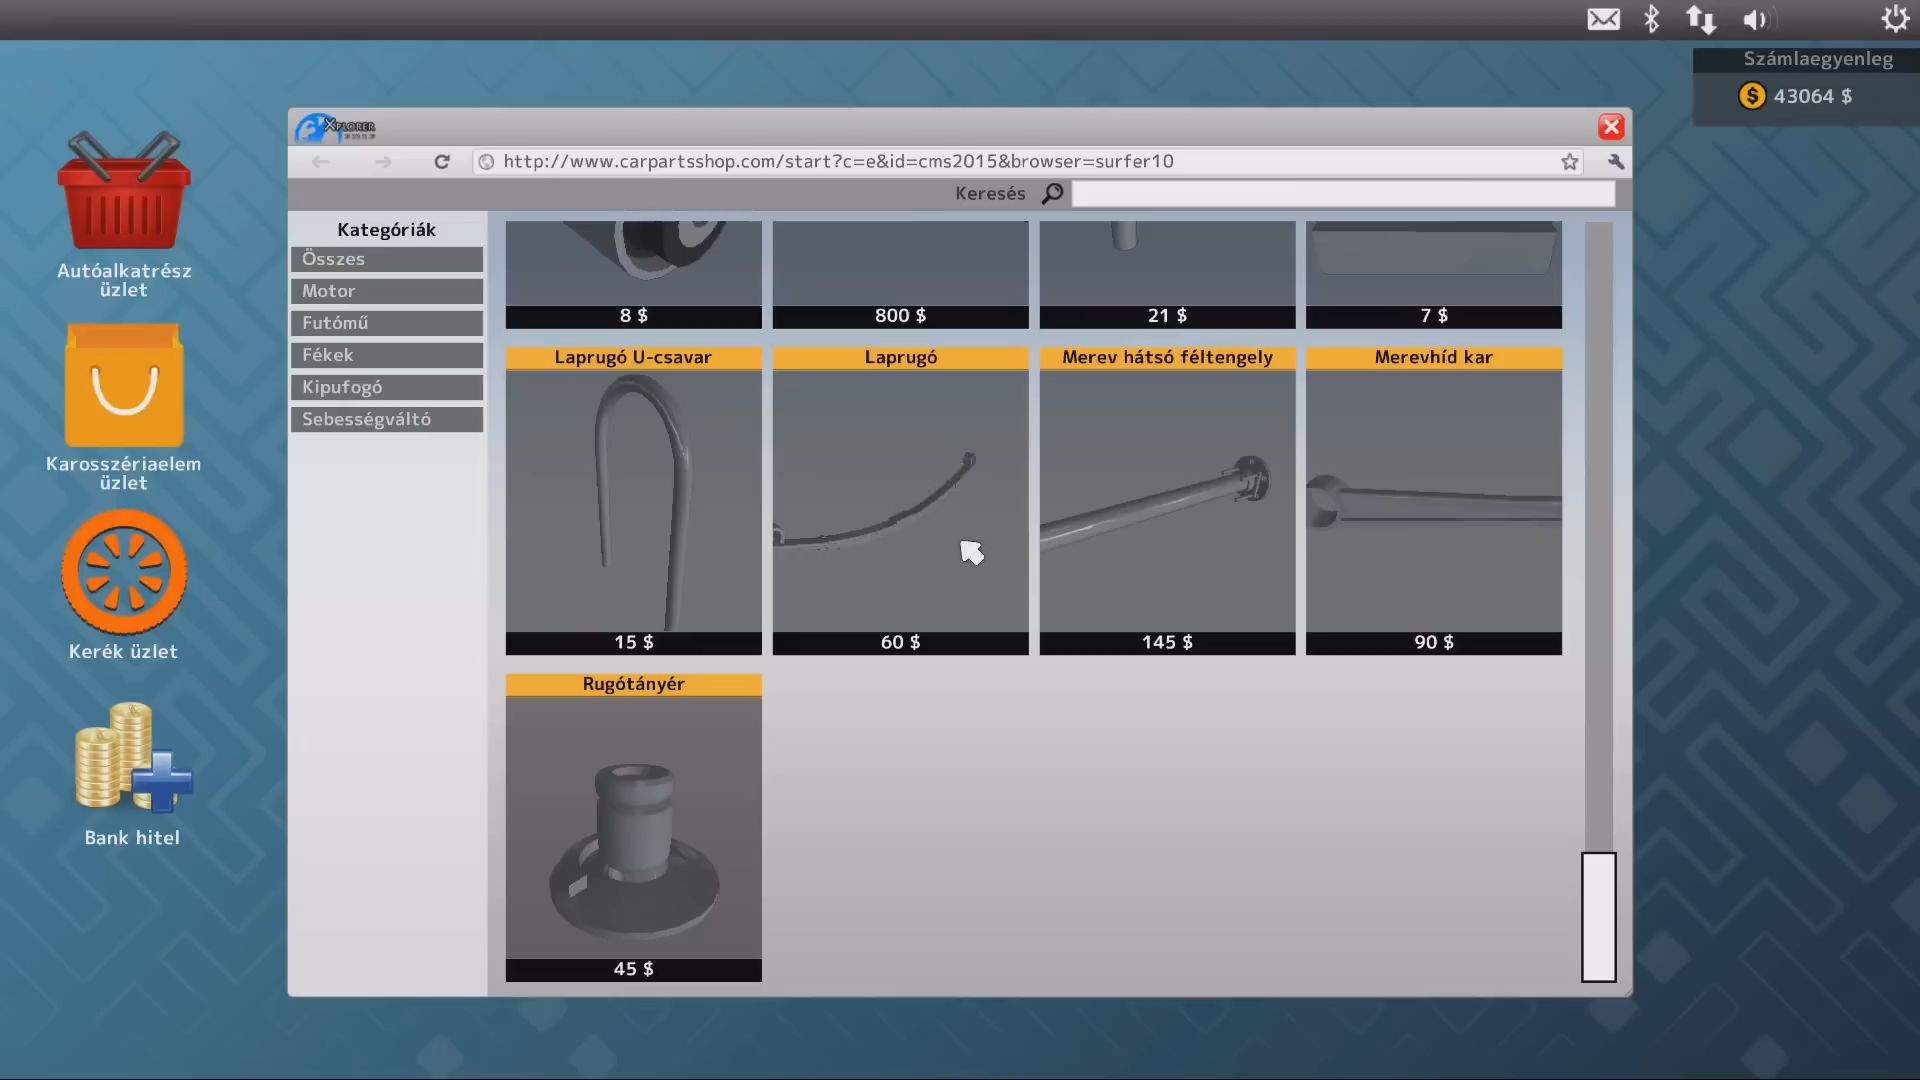 Számlaegyenleg
43064 $
XPLORER
http://www.carpartsshop.com/start?c=e&id=cms2015&browser=surfer10
Keresés
Kategóriák
Összes
Motor
Futómű
Fékek
Kipufogó
Sebességváltó
Autóalkatrész
üzlet
Karosszériaelem
üzlet
Kerék üzlet
Bank hitel
8 $
800 $
21 $
7 $
Laprugó U-csavar
Laprugó
Merev hátsó féltengely
Merevhíd kar
15 $
60 $
145 $
90 $
Rugótányér
45 $